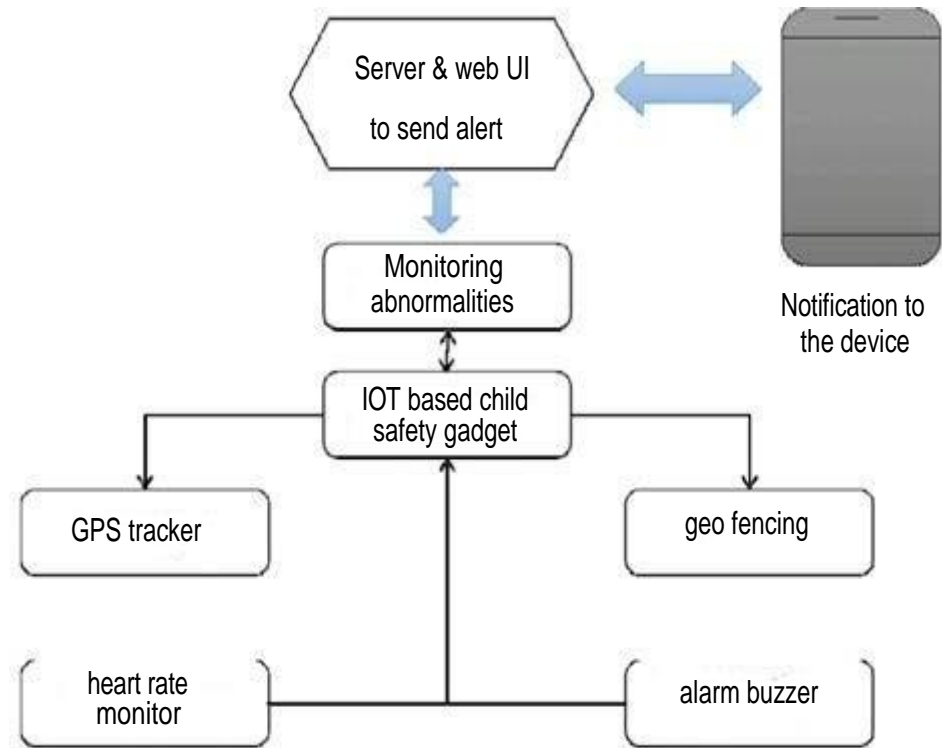 Server & web UI
to send alert
Monitoring
abnormalities
Notification to
the device
IOT based child
safety gadget
GPS tracker
geo fencing
heart rate
monitor
alarm buzzer